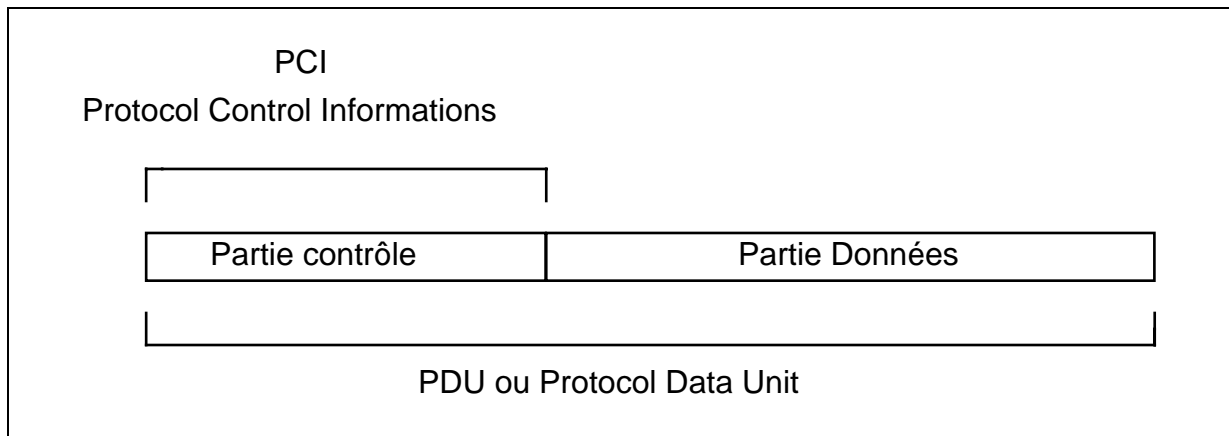 PCI
Protocol Control Informations
Partie contrôle
Partie Données
PDU ou Protocol Data Unit